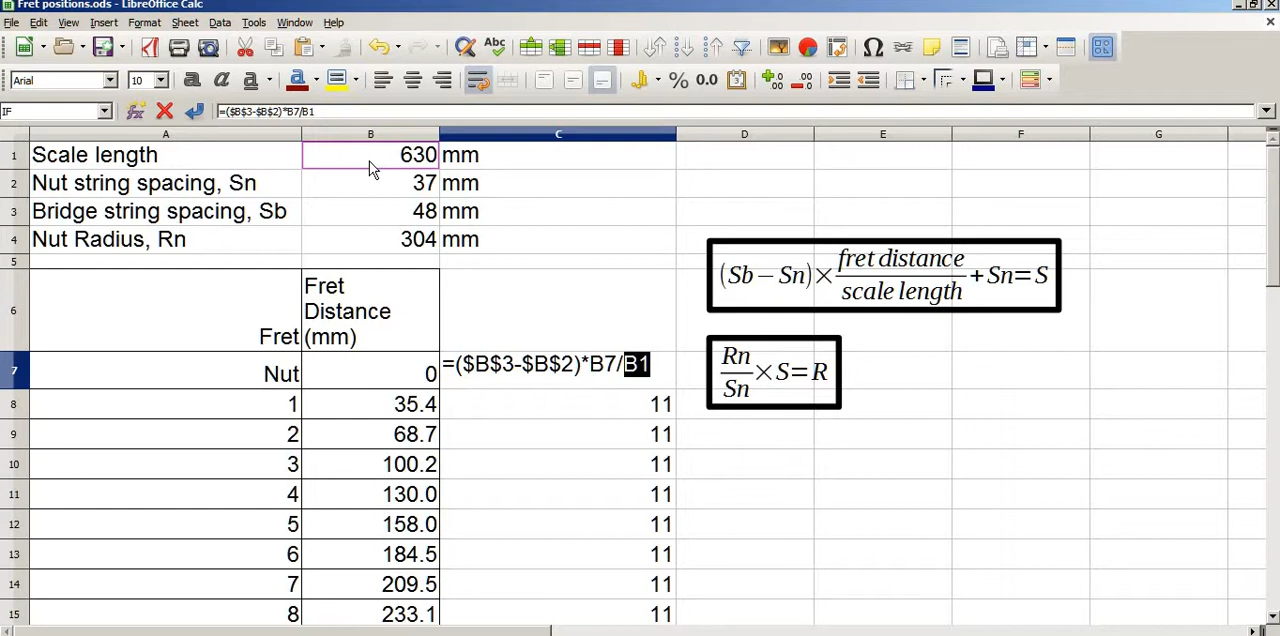 Fret positions.ods - LibreOffice Calc
File Edit View Insert Format Sheet Data Tools Window Help
Arial 10
IF =($B$3-$B$2)*B7/B1
A B C D E F G
1 Scale length 630 mm
2 Nut string spacing, Sn 37 mm
3 Bridge string spacing, Sb 48 mm
4 Nut Radius, Rn 304 mm
5
(Sb − Sn) × fret distance / scale length + Sn = S
6 Fret Fret Distance (mm)
Rn / Sn × S = R
7 Nut 0 =($B$3-$B$2)*B7/B1
8 1 35.4 11
9 2 68.7 11
10 3 100.2 11
11 4 130.0 11
12 5 158.0 11
13 6 184.5 11
14 7 209.5 11
15 8 233.1 11